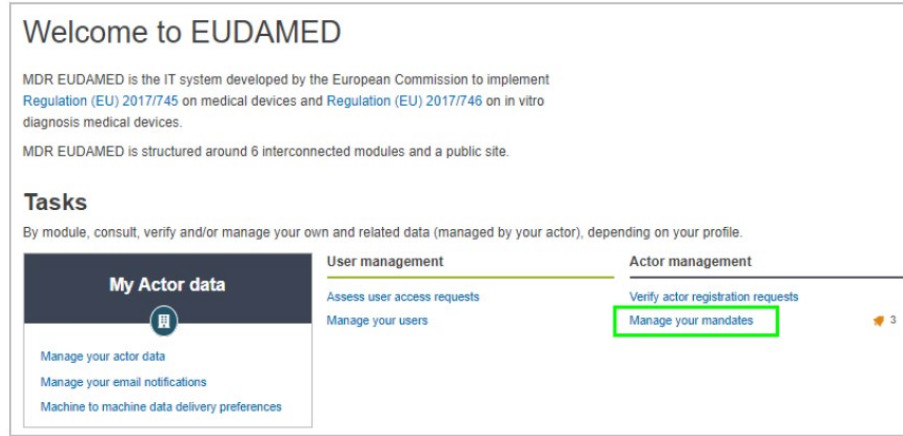 Welcome to EUDAMED
MDR EUDAMED is the IT system developed by the European Commission to implement
Regulation (EU) 2017/745 on medical devices and Regulation (EU) 2017/746 on in vitro
diagnosis medical devices.
MDR EUDAMED is structured around 6 interconnected modules and a public site.
Tasks
By module, consult, verify and/or manage your own and related data (managed by your actor), depending on your profile.
My Actor data
Manage your actor data
Manage your email notifications
Machine to machine data delivery preferences
User management
Assess user access requests
Manage your users
Actor management
Verify actor registration requests
Manage your mandates 3